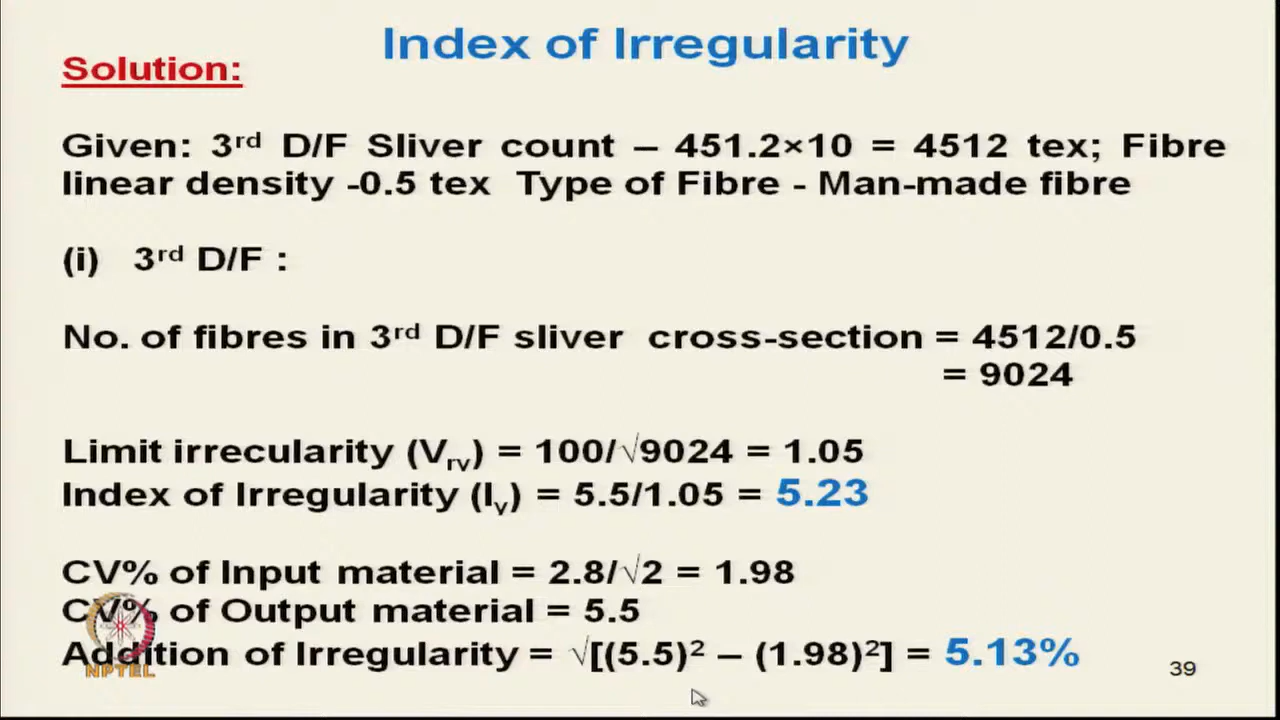 Index of Irregularity
Solution:
Given: 3rd D/F Sliver count – 451.2×10 = 4512 tex; Fibre
linear density -0.5 tex Type of Fibre - Man-made fibre
(i) 3rd D/F :
No. of fibres in 3rd D/F sliver cross-section = 4512/0.5
= 9024
Limit irrecularity (Vrv) = 100/√9024 = 1.05
Index of Irregularity (Iv) = 5.5/1.05 = 5.23
CV% of Input material = 2.8/√2 = 1.98
CV% of Output material = 5.5
Addition of Irregularity = √[(5.5)² – (1.98)²] = 5.13%
NPTEL
39